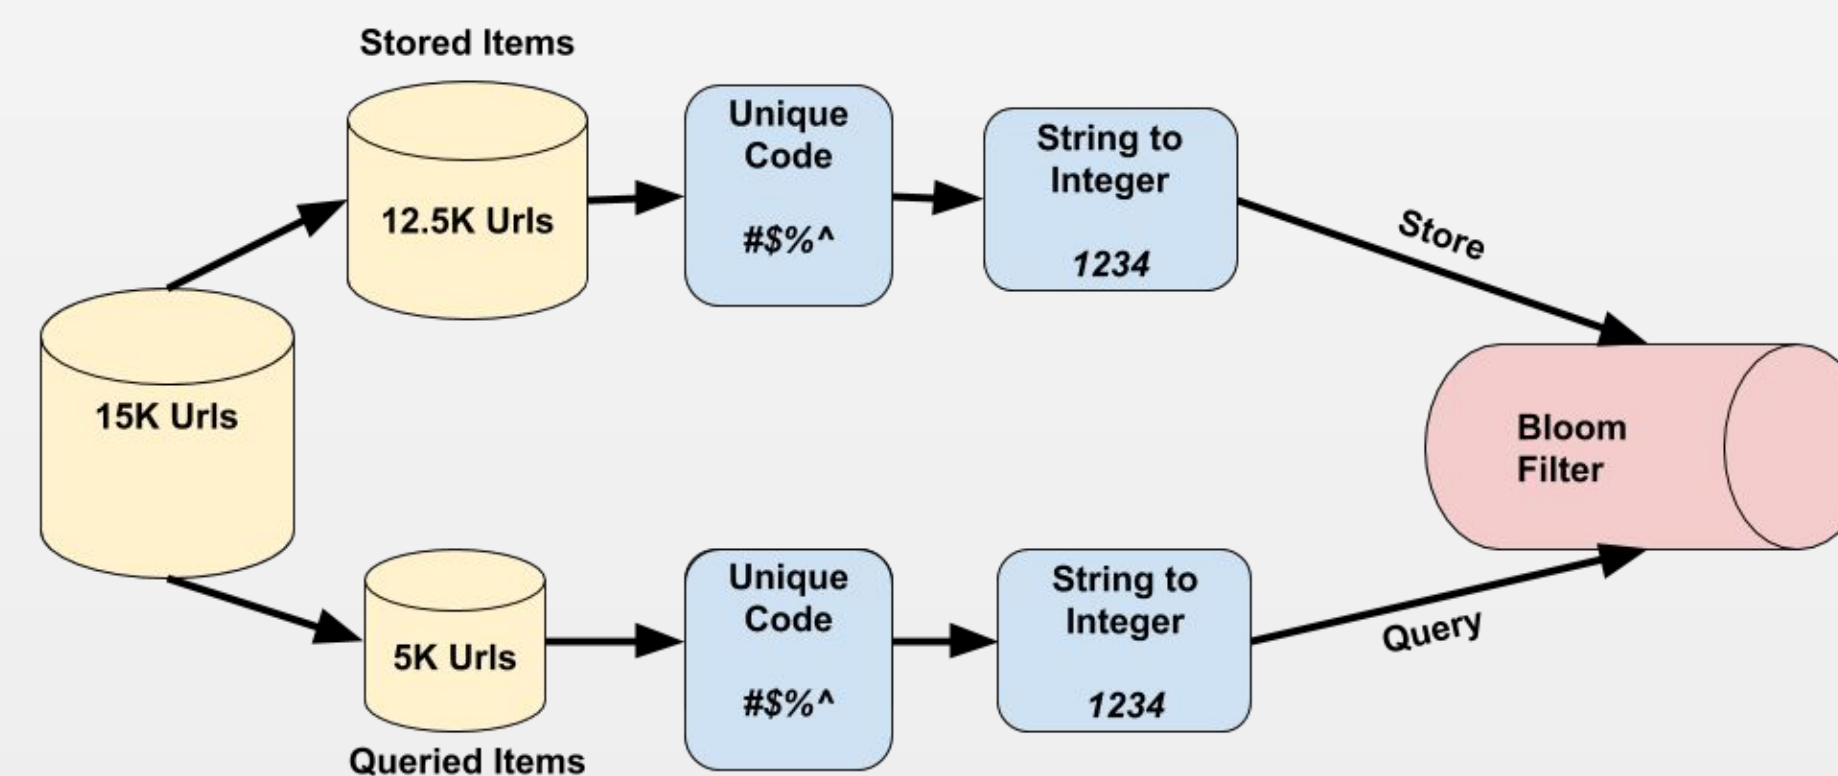 Stored Items
12.5K Urls
Unique
Code
#$%^
String to
Integer
1234
Store
15K Urls
Bloom
Filter
5K Urls
Queried Items
Unique
Code
#$%^
String to
Integer
1234
Query